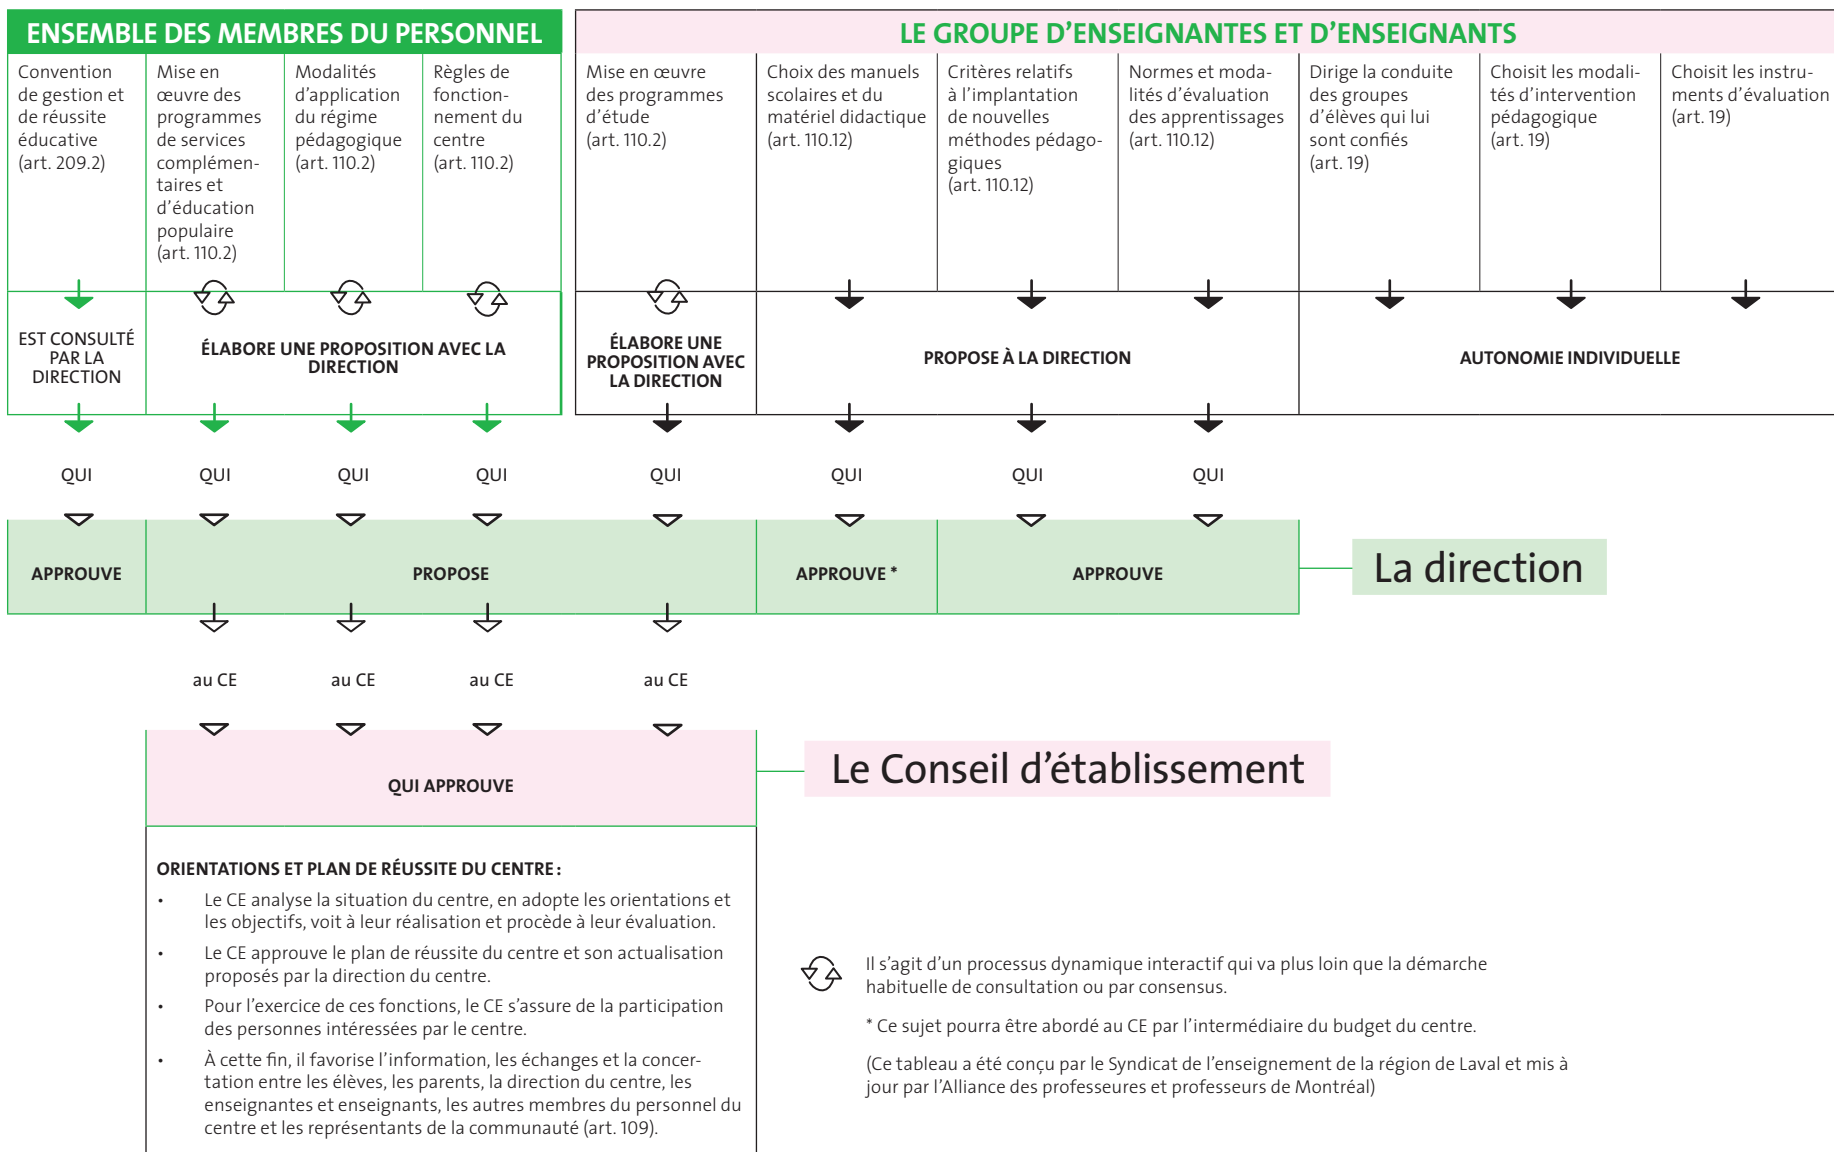 ENSEMBLE DES MEMBRES DU PERSONNEL
LE GROUPE D’ENSEIGNANTES ET D’ENSEIGNANTS
Convention
de gestion et
de réussite
éducative
(art. 209.2)
Mise en
œuvre des
programmes
de services
complémen-
taires et
d’éducation
populaire
(art. 110.2)
Modalités
d’application
du régime
pédagogique
(art. 110.2)
Règles de
fonction-
nement du
centre
(art. 110.2)
Mise en œuvre
des programmes
d’étude
(art. 110.2)
Choix des manuels
scolaires et du
matériel didactique
(art. 110.12)
Critères relatifs
à l’implantation
de nouvelles
méthodes pédago-
giques
(art. 110.12)
Normes et moda-
lités d’évaluation
des apprentissages
(art. 110.12)
Dirige la conduite
des groupes
d’élèves qui lui
sont confiés
(art. 19)
Choisit les modali-
tés d’intervention
pédagogique
(art. 19)
Choisit les instru-
ments d’évaluation
(art. 19)
EST CONSULTÉ
PAR LA
DIRECTION
ÉLABORE UNE PROPOSITION AVEC LA
DIRECTION
ÉLABORE UNE
PROPOSITION AVEC
LA DIRECTION
PROPOSE À LA DIRECTION
AUTONOMIE INDIVIDUELLE
QUI
QUI
QUI
QUI
QUI
QUI
QUI
QUI
APPROUVE
PROPOSE
APPROUVE *
APPROUVE
La direction
au CE
au CE
au CE
au CE
QUI APPROUVE
Le Conseil d’établissement
ORIENTATIONS ET PLAN DE RÉUSSITE DU CENTRE :
• Le CE analyse la situation du centre, en adopte les orientations et
les objectifs, voit à leur réalisation et procède à leur évaluation.
• Le CE approuve le plan de réussite du centre et son actualisation
proposés par la direction du centre.
• Pour l’exercice de ces fonctions, le CE s’assure de la participation
des personnes intéressées par le centre.
• À cette fin, il favorise l’information, les échanges et la concer-
tation entre les élèves, les parents, la direction du centre, les
enseignantes et enseignants, les autres membres du personnel du
centre et les représentants de la communauté (art. 109).
Il s’agit d’un processus dynamique interactif qui va plus loin que la démarche
habituelle de consultation ou par consensus.
* Ce sujet pourra être abordé au CE par l’intermédiaire du budget du centre.
(Ce tableau a été conçu par le Syndicat de l’enseignement de la région de Laval et mis à
jour par l’Alliance des professeures et professeurs de Montréal)